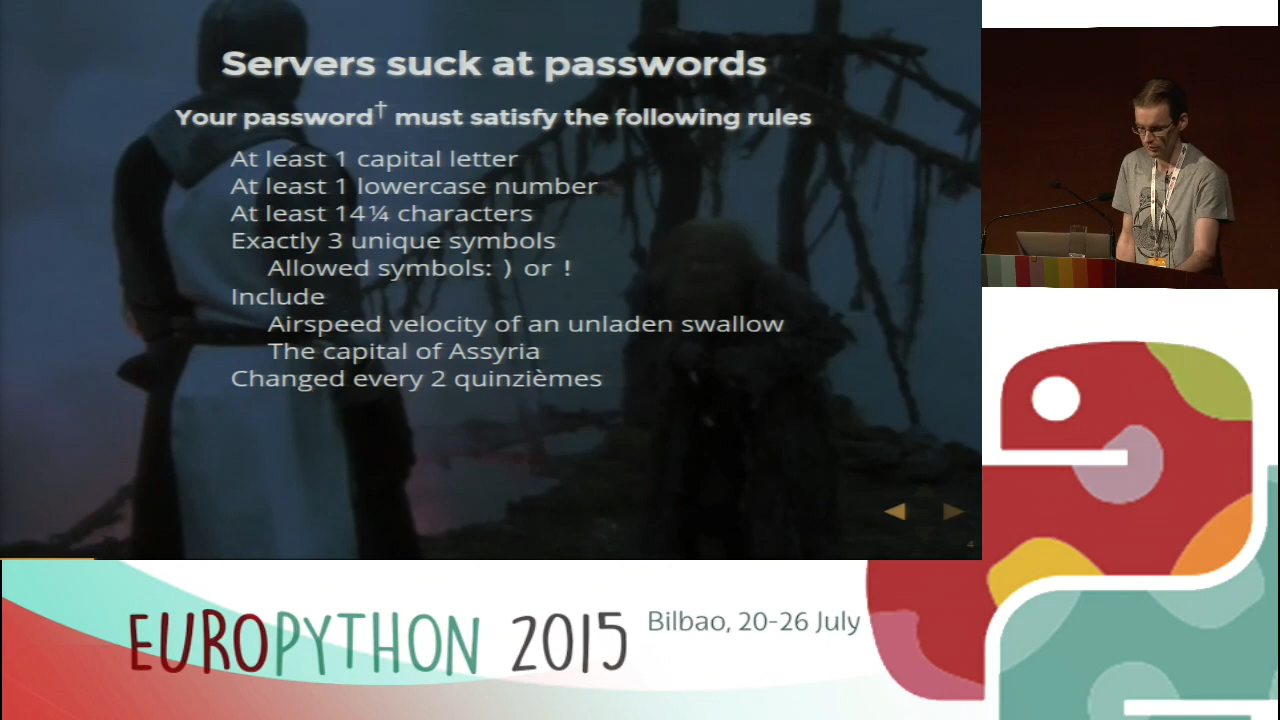 Servers suck at passwords
Your password† must satisfy the following rules
At least 1 capital letter
At least 1 lowercase number
At least 14¼ characters
Exactly 3 unique symbols
Allowed symbols: ) or !
Include
Airspeed velocity of an unladen swallow
The capital of Assyria
Changed every 2 quinzièmes
4
EUROPYTHON 2015
Bilbao, 20-26 July